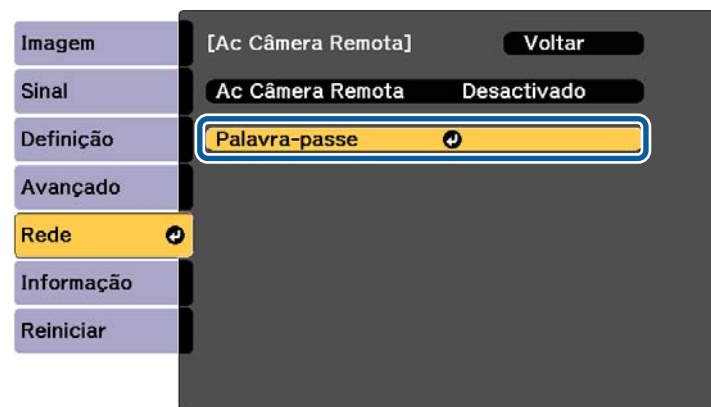 Imagem
Sinal
Definição
Avançado
Rede
Informação
Reiniciar
[Ac Câmera Remota] Voltar
Ac Câmera Remota Desactivado
Palavra-passe